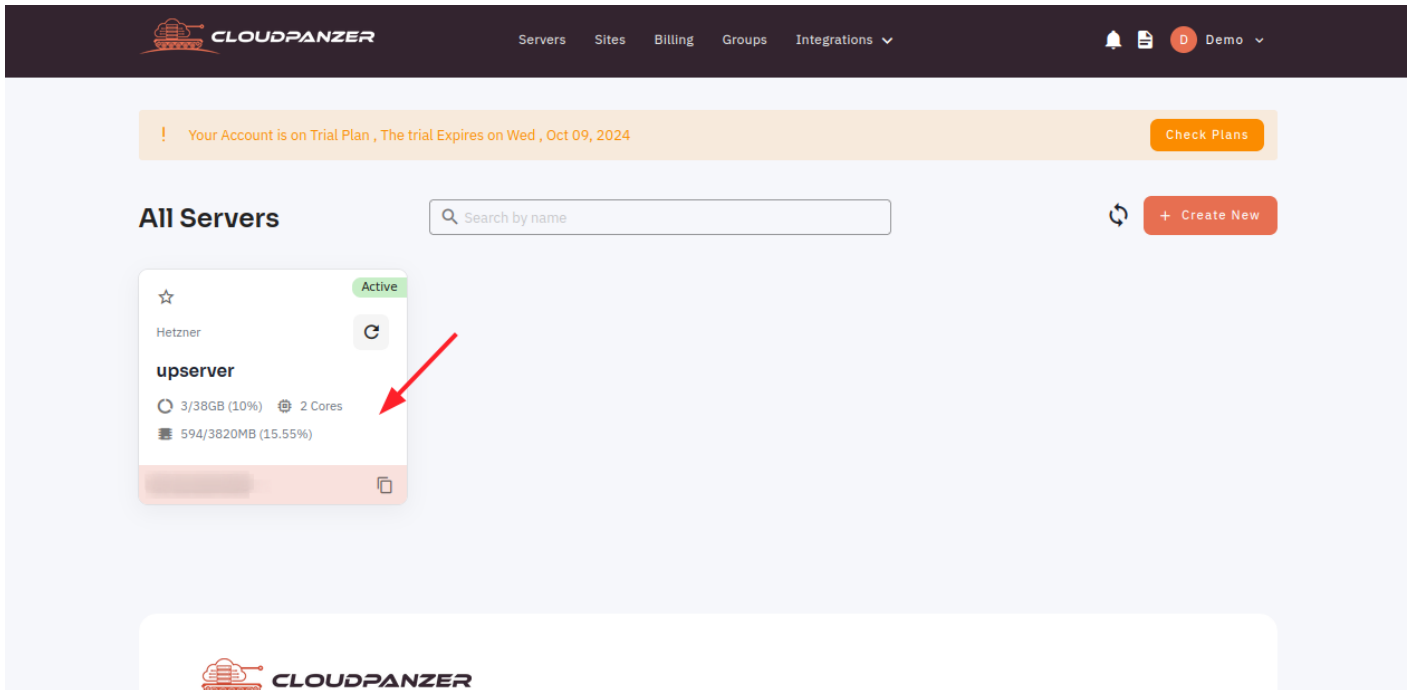 CLOUDPANZER Servers Sites Billing Groups Integrations D Demo
! Your Account is on Trial Plan , The trial Expires on Wed , Oct 09, 2024 Check Plans
All Servers Search by name + Create New
Active
Hetzner
upserver
3/38GB (10%) 2 Cores
594/3820MB (15.55%)
CLOUDPANZER